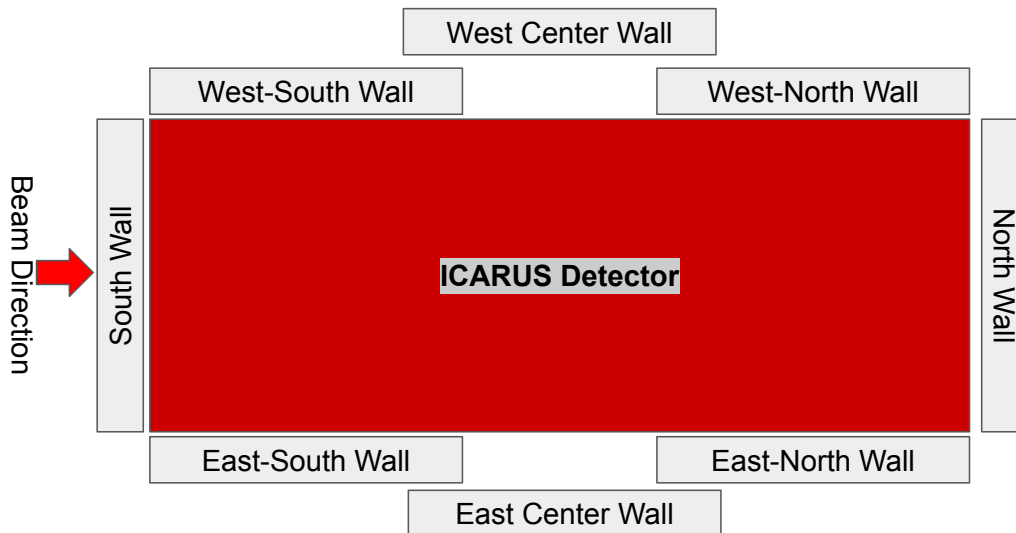 West Center Wall
West-South Wall
West-North Wall
Beam Direction
South Wall
ICARUS Detector
North Wall
East-South Wall
East-North Wall
East Center Wall